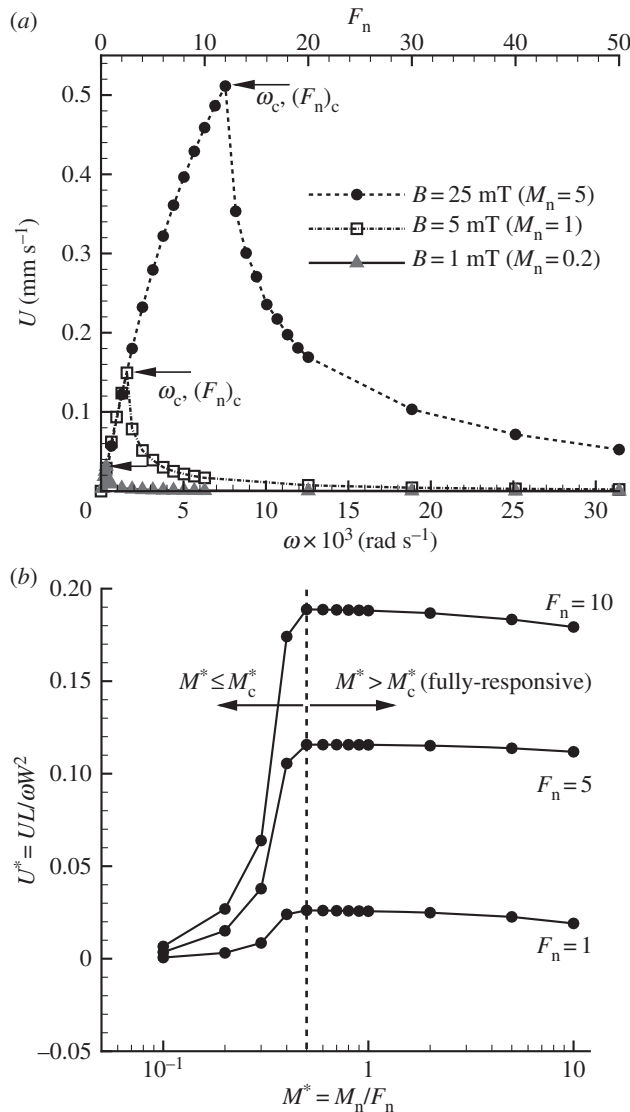 (a)
F_n
0 10 20 30 40 50
0.5
0.4
0.3
0.2
0.1
0
U (mm s⁻¹)
ω_c, (F_n)_c
B = 25 mT (M_n = 5)
B = 5 mT (M_n = 1)
B = 1 mT (M_n = 0.2)
ω_c, (F_n)_c
0 5 10 15 20 25 30
ω × 10³ (rad s⁻¹)
(b)
0.20
0.15
0.10
0.05
0
–0.05
U* = UL/ωW²
F_n = 10
M* ≤ M*_c
M* > M*_c (fully-responsive)
F_n = 5
F_n = 1
10⁻¹ 1 10
M* = M_n/F_n